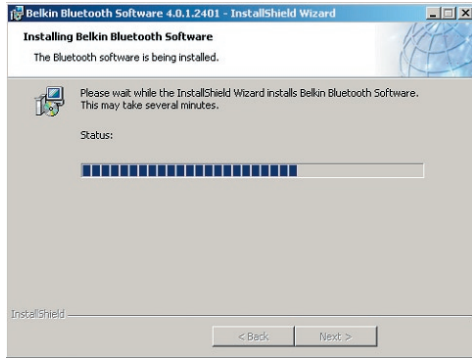 Belkin Bluetooth Software 4.0.1.2401 - InstallShield Wizard
Installing Belkin Bluetooth Software
The Bluetooth software is being installed.
Please wait while the InstallShield Wizard installs Belkin Bluetooth Software.
This may take several minutes.
Status:
InstallShield
< Back
Next >